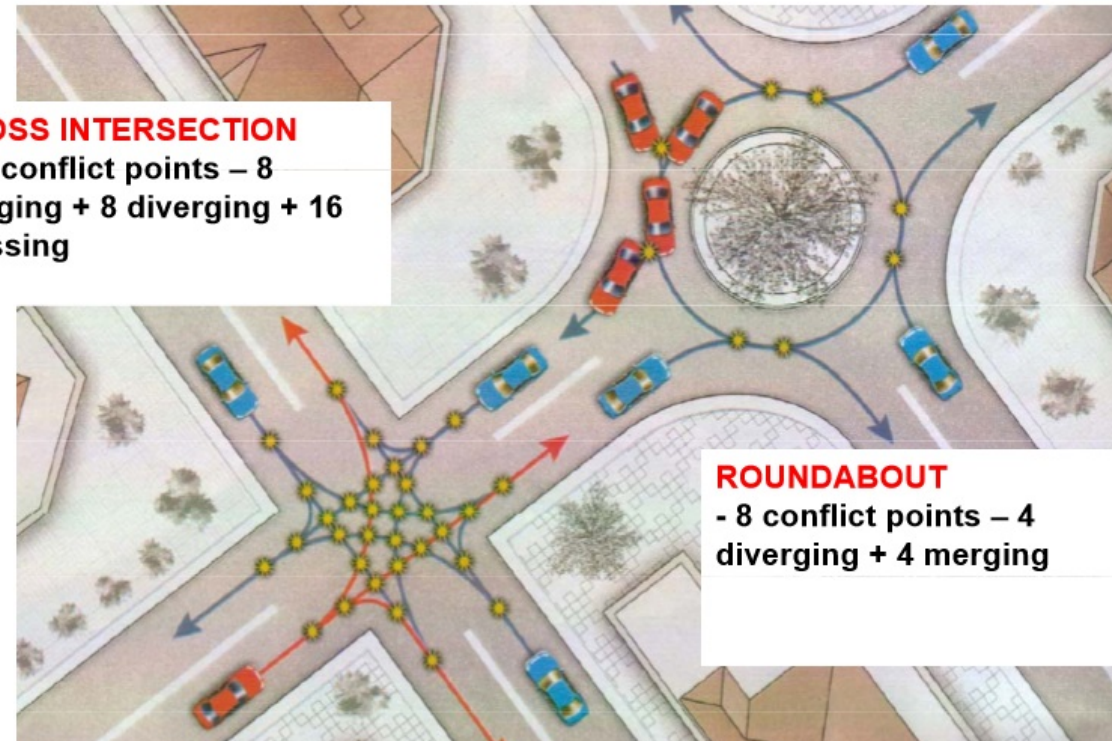 OSS INTERSECTION
conflict points – 8
ging + 8 diverging + 16
ssing
ROUNDABOUT
- 8 conflict points – 4
diverging + 4 merging